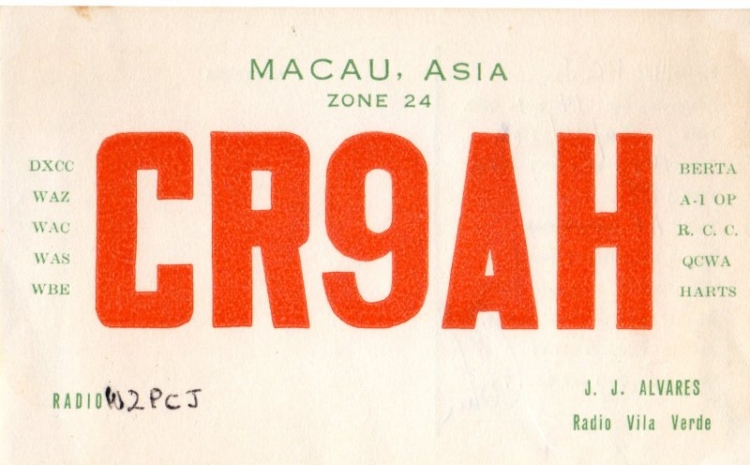 MACAU, ASIA
ZONE 24
CR9AH
DXCC
WAZ
WAC
WAS
WBE
BERTA
A-1 OP
R. C. C.
QCWA
HARTS
RADIO W2PCJ
J. J. ALVARES
Radio Vila Verde